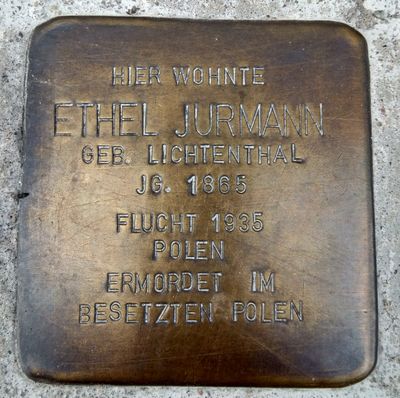 HIER WOHNTE
ETHEL JURMANN
GEB. LICHTENTHAL
JG. 1865
FLUCHT 1935
POLEN
ERMORDET IM
BESETZTEN POLEN